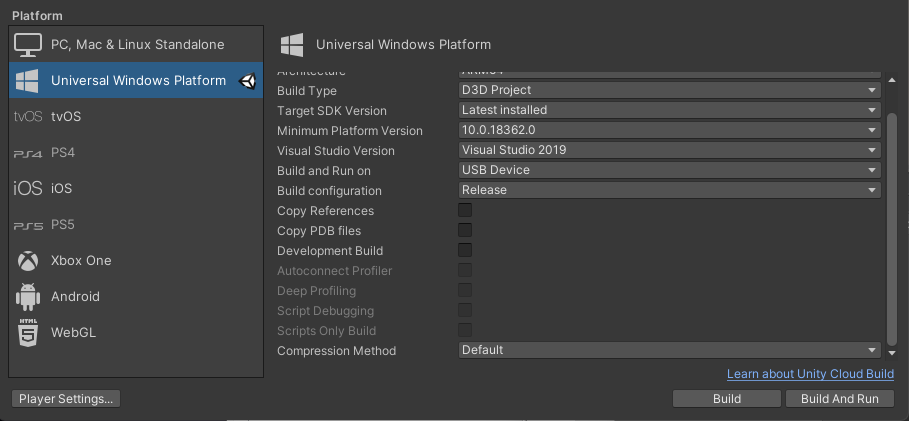 Platform
PC, Mac & Linux Standalone
Universal Windows Platform
tvOS tvOS
PS4 PS4
iOS iOS
PS5 PS5
Xbox One
Android
HTML 5 WebGL
Player Settings...
Universal Windows Platform
Architecture ARM64
Build Type D3D Project
Target SDK Version Latest installed
Minimum Platform Version 10.0.18362.0
Visual Studio Version Visual Studio 2019
Build and Run on USB Device
Build configuration Release
Copy References
Copy PDB files
Development Build
Autoconnect Profiler
Deep Profiling
Script Debugging
Scripts Only Build
Compression Method Default
Learn about Unity Cloud Build
Build Build And Run